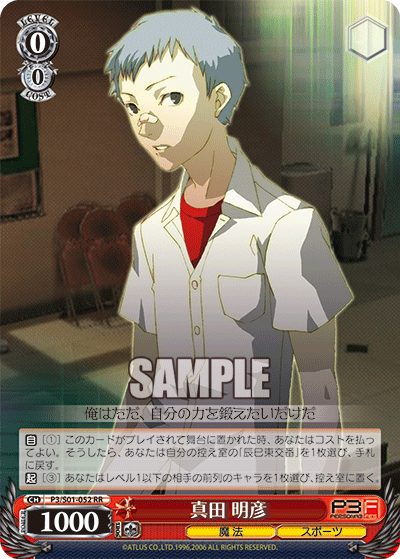 LEVEL
0
0
COST
SAMPLE
俺はただ、自分の力を鍛えたいだけだ
自 (1) このカードがプレイされて舞台に置かれた時、あなたはコストを払っ
てよい。そうしたら、あなたは自分の控え室の「辰巳東交番」を1枚選び、手札
に戻す。
起 (3) あなたはレベル1以下の相手の前列のキャラを1枚選び、控え室に置く。
CH P3/S01-052 RR
1000
真田 明彦
P3F
PERSONA3
魔法 スポーツ
©ATLUS CO.,LTD.1996,2006 ALL RIGHTS RESERVED.